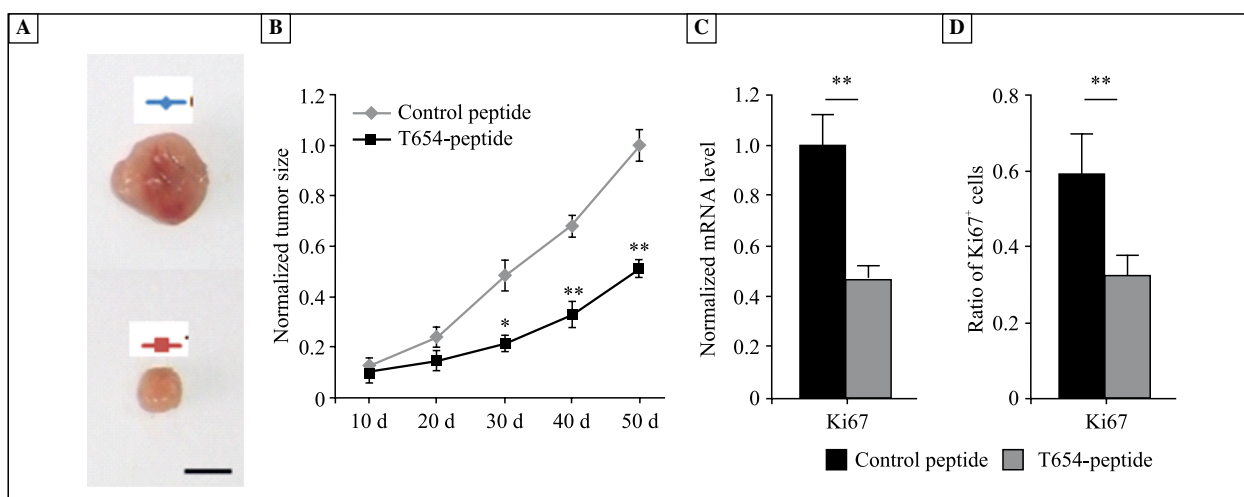 A
B
Normalized tumor size
1.2
1.0
0.8
0.6
0.4
0.2
0
Control peptide
T654-peptide
*
**
**
10 d 20 d 30 d 40 d 50 d
C
Normalized mRNA level
1.2
1.0
0.8
0.6
0.4
0.2
0
**
Ki67
D
Ratio of Ki67+ cells
0.8
0.6
0.4
0.2
0
**
Ki67
Control peptide T654-peptide